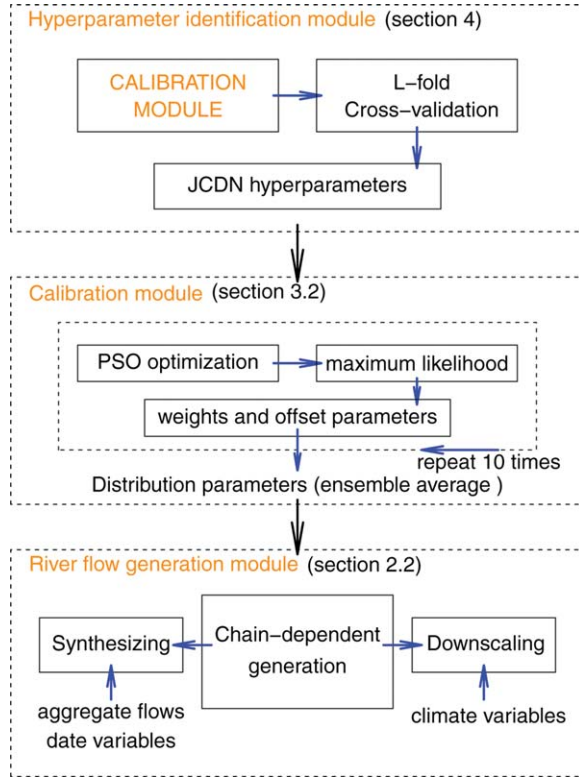 Hyperparameter identification module (section 4)
CALIBRATION
MODULE
L-fold
Cross-validation
JCDN hyperparameters
Calibration module (section 3.2)
PSO optimization
maximum likelihood
weights and offset parameters
repeat 10 times
Distribution parameters (ensemble average )
River flow generation module (section 2.2)
Synthesizing
Chain-dependent
generation
Downscaling
aggregate flows
date variables
climate variables